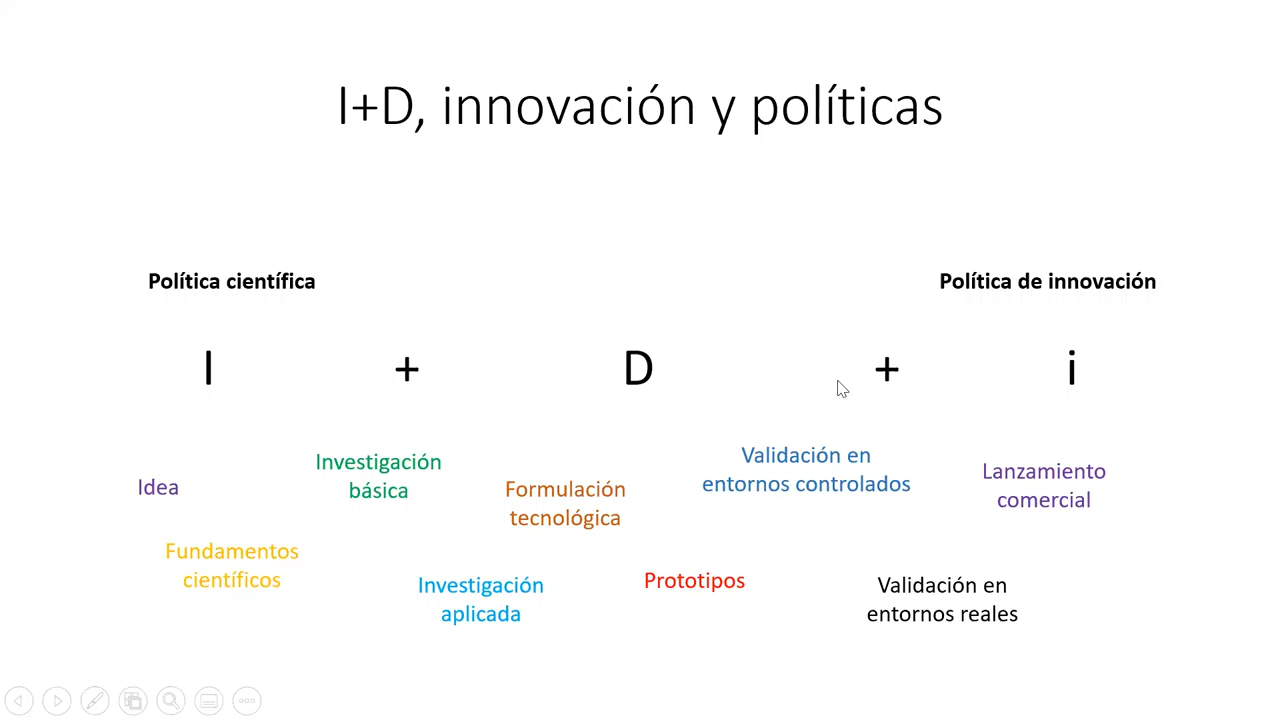 I+D, innovación y políticas
Política científica
Política de innovación
I + D + i
Idea
Fundamentos
científicos
Investigación
básica
Investigación
aplicada
Formulación
tecnológica
Prototipos
Validación en
entornos controlados
Validación en
entornos reales
Lanzamiento
comercial